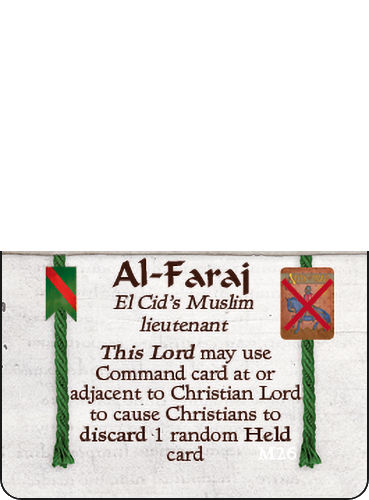 Al-Faraj
El Cid's Muslim
lieutenant
This Lord may use
Command card at or
adjacent to Christian Lord
to cause Christians to
discard 1 random Held
card
M26